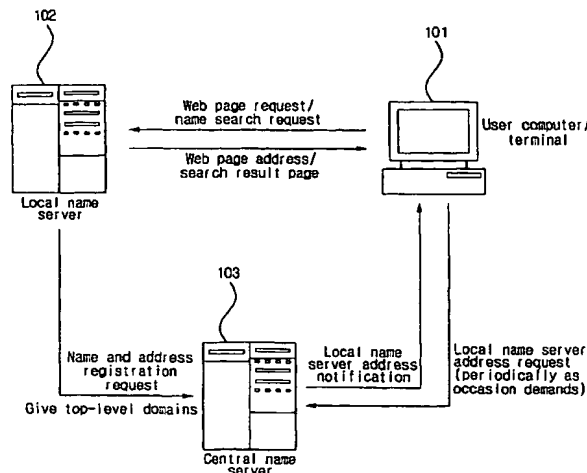 102
101
Web page request/
name search request
User computer/
terminal
Web page address/
search result page
Local name
server
103
Name and address
registration
request
Give top-level domains
Local name
server address
notification
Local name server
address request
(periodically as
occasion demands)
Central name
server